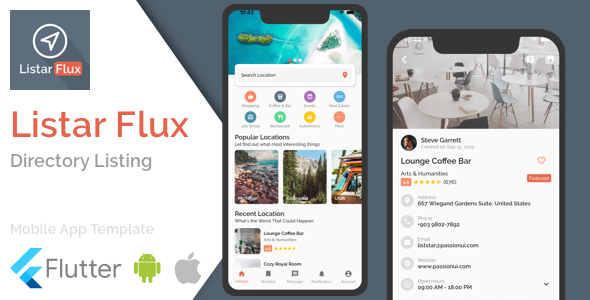 Listar Flux
Listar Flux
Directory Listing
Mobile App Template
Flutter
Search Location
Shopping
Coffee & Bar
Events
Real Estate
Job Street
Restaurant
Automotive
More
Popular Locations
Let find out what most interesting things
Colorado
Utah
Recent Location
What's the Worst That Could Happen
Lounge Coffee Bar
Arts & Humanities
Cozy Royal Room
Home
Wishlist
Message
Notification
Account
Steve Garrett
Created on Sep 15, 2019
Lounge Coffee Bar
Arts & Humanities
Featured
4.5
(676)
Address
667 Wiegand Gardens Suite, United States
Phone
+903 9802-7892
Email
listar@passionui.com
Website
www.passionui.com
Open Hours
09:00 AM - 18:00 PM